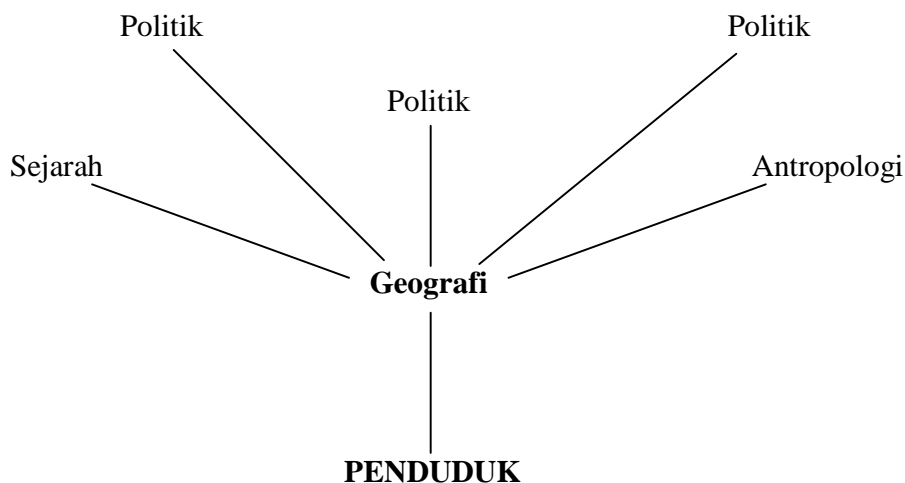 Politik
Politik
Politik
Sejarah
Antropologi
Geografi
PENDUDUK